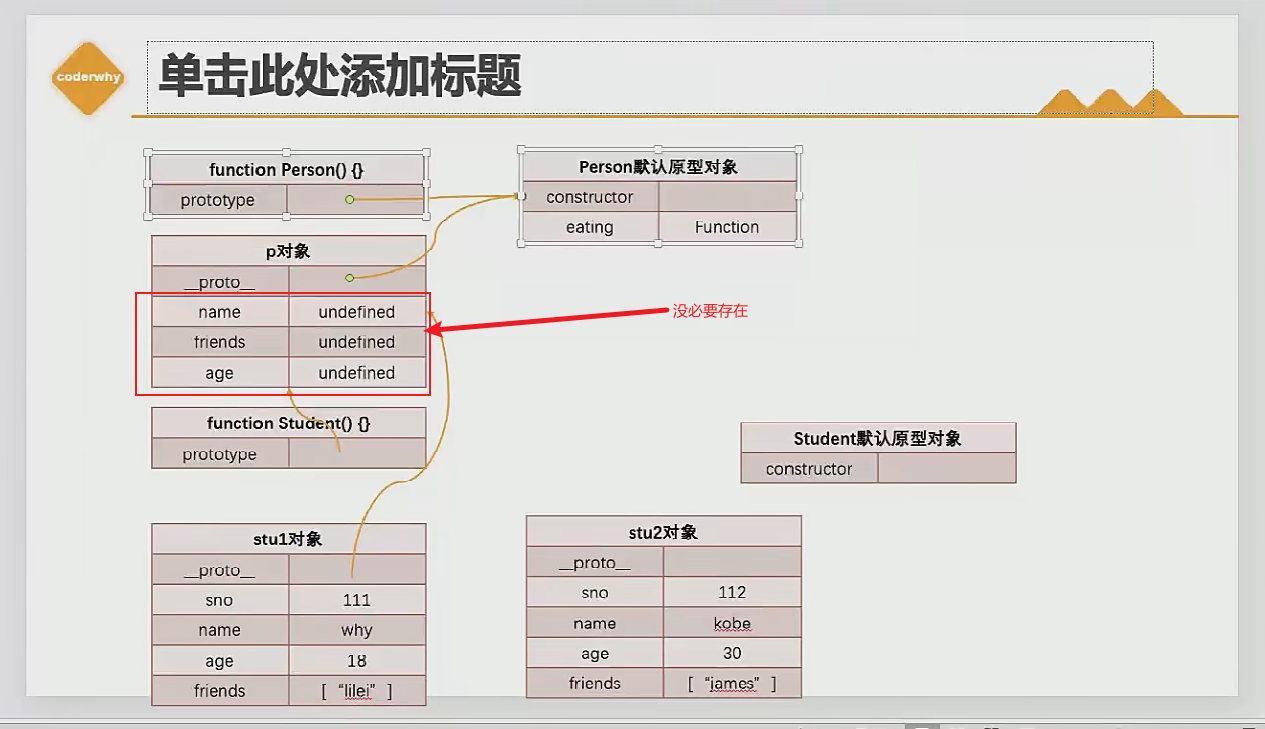 coderwhy
单击此处添加标题
function Person() {}
prototype
Person默认原型对象
constructor
eating Function
p对象
__proto__
name undefined
friends undefined
age undefined
没必要存在
function Student() {}
prototype
Student默认原型对象
constructor
stu1对象
__proto__
sno 111
name why
age 18
friends [ “lilei” ]
stu2对象
__proto__
sno 112
name kobe
age 30
friends [ “james” ]